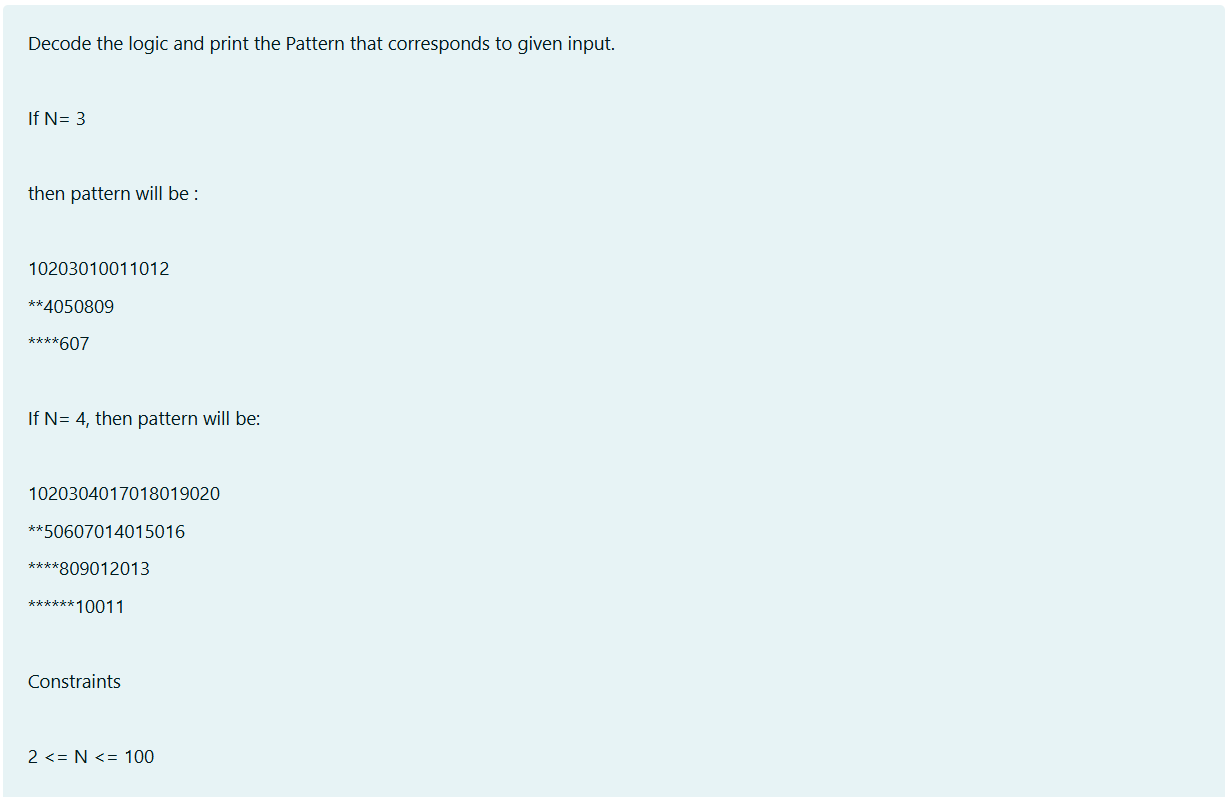 Decode the logic and print the Pattern that corresponds to given input.
If N= 3
then pattern will be :
10203010011012
**4050809
****607
If N= 4, then pattern will be:
1020304017018019020
**50607014015016
****809012013
******10011
Constraints
2 <= N <= 100